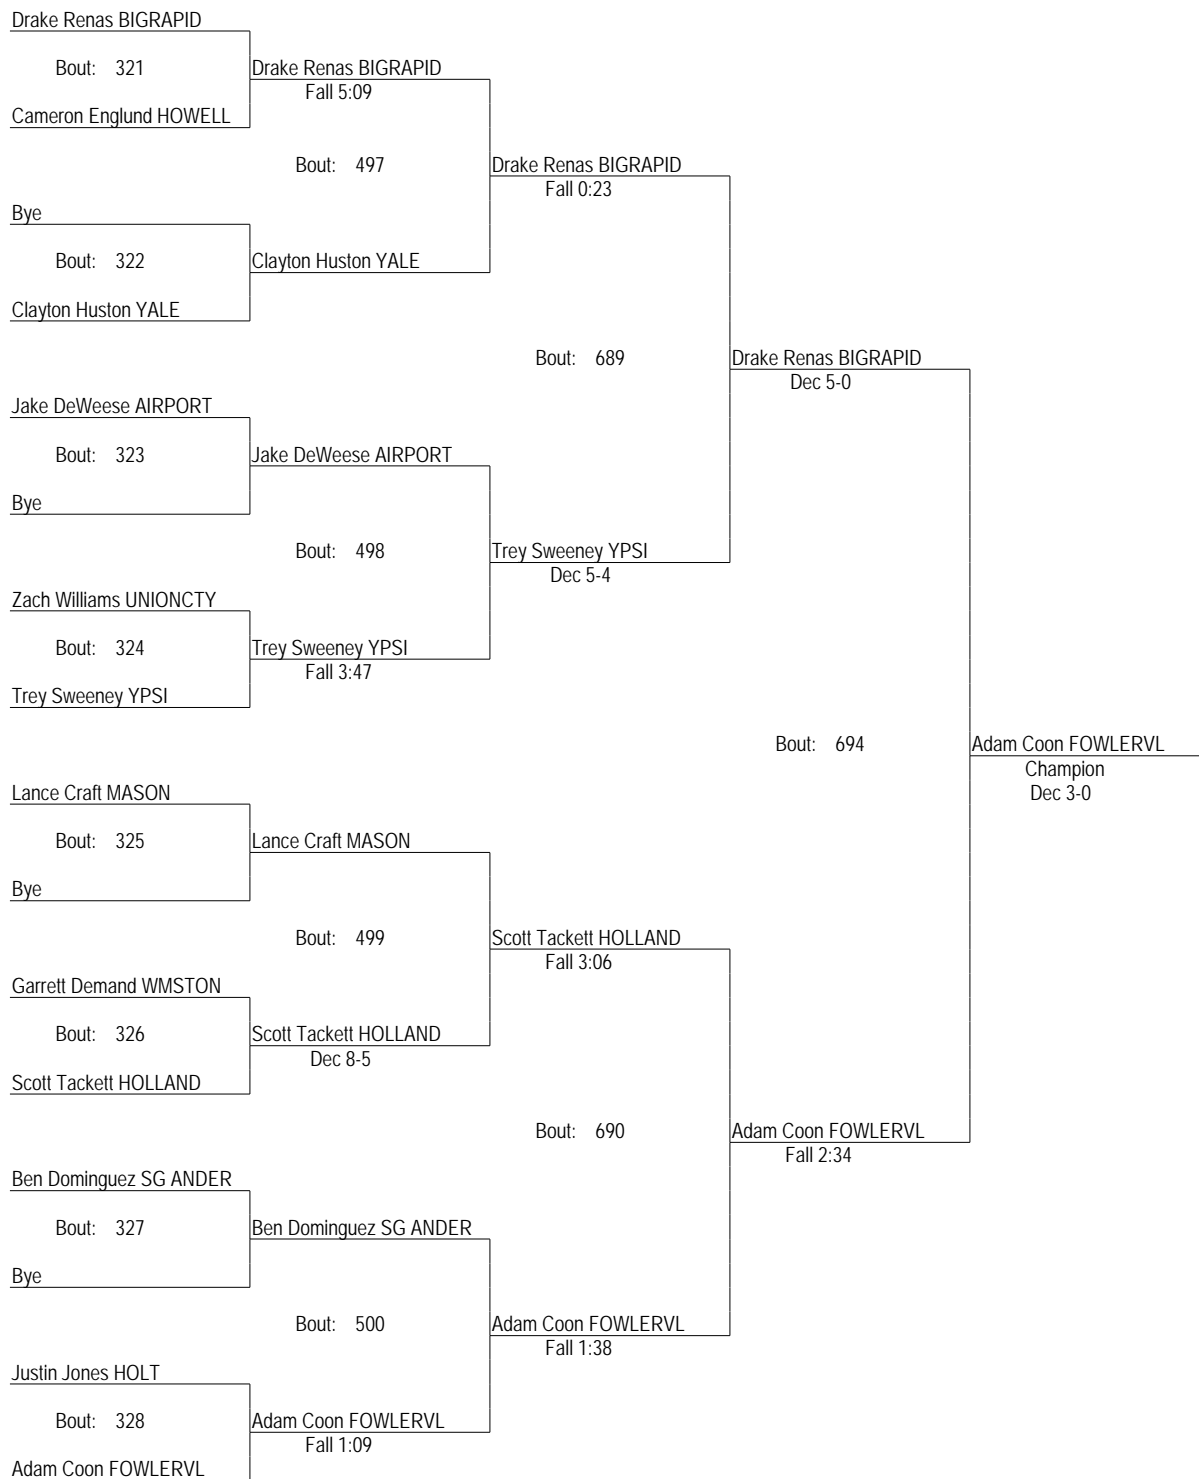 Drake Renas BIGRAPID
Bout: 321
Drake Renas BIGRAPID
Fall 5:09
Cameron Englund HOWELL
Bout: 497
Drake Renas BIGRAPID
Fall 0:23
Bye
Bout: 322
Clayton Huston YALE
Clayton Huston YALE
Bout: 689
Drake Renas BIGRAPID
Dec 5-0
Jake DeWeese AIRPORT
Bout: 323
Jake DeWeese AIRPORT
Bye
Bout: 498
Trey Sweeney YPSI
Dec 5-4
Zach Williams UNIONCTY
Bout: 324
Trey Sweeney YPSI
Fall 3:47
Trey Sweeney YPSI
Bout: 694
Adam Coon FOWLERVL
Champion
Dec 3-0
Lance Craft MASON
Bout: 325
Lance Craft MASON
Bye
Bout: 499
Scott Tackett HOLLAND
Fall 3:06
Garrett Demand WMSTON
Bout: 326
Scott Tackett HOLLAND
Dec 8-5
Scott Tackett HOLLAND
Bout: 690
Adam Coon FOWLERVL
Fall 2:34
Ben Dominguez SG ANDER
Bout: 327
Ben Dominguez SG ANDER
Bye
Bout: 500
Adam Coon FOWLERVL
Fall 1:38
Justin Jones HOLT
Bout: 328
Adam Coon FOWLERVL
Fall 1:09
Adam Coon FOWLERVL